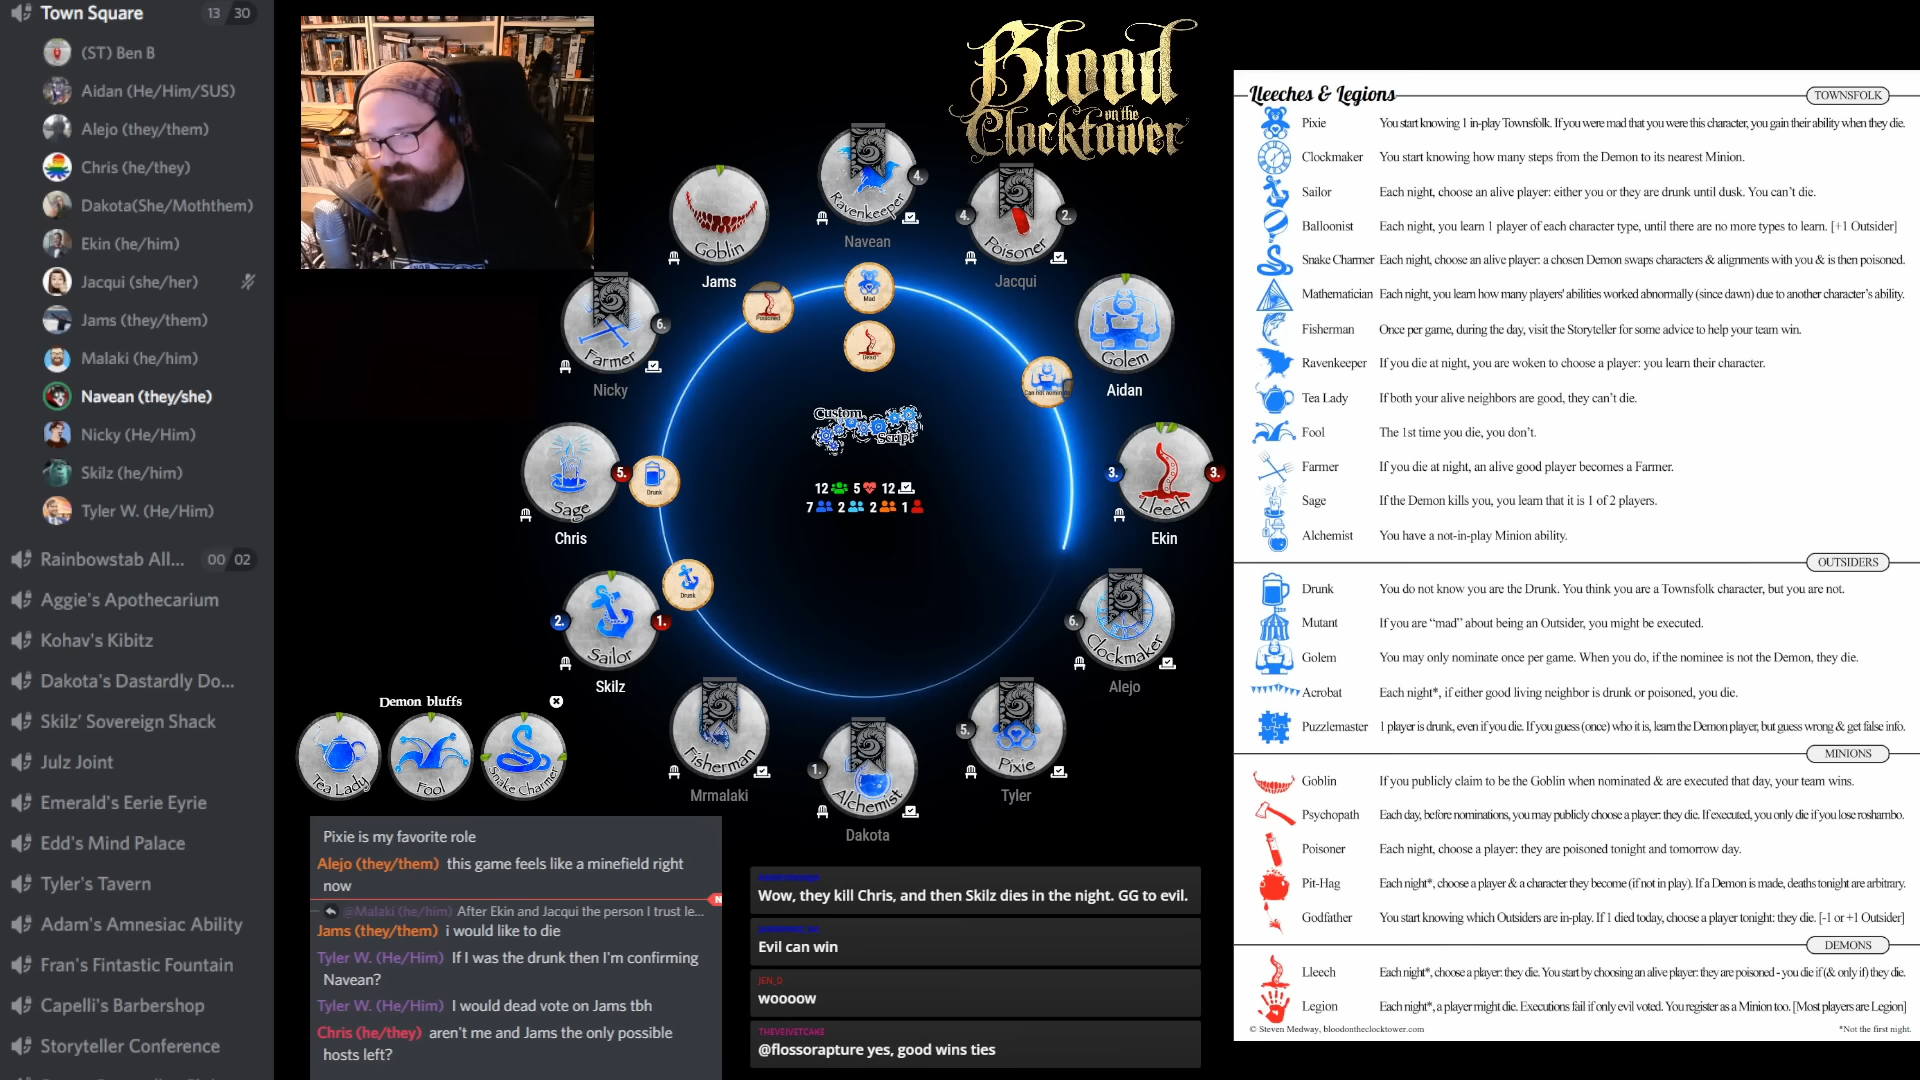 Town Square 13 30
(ST) Ben B
Aidan (He/Him/SUS)
Alejo (they/them)
Chris (he/they)
Dakota(She/Moththem)
Ekin (he/him)
Jacqui (she/her)
Jams (they/them)
Malaki (he/him)
Navean (they/she)
Nicky (He/Him)
Skilz (he/him)
Tyler W. (He/Him)
Rainbowstab All... 00 02
Aggie's Apothecarium
Kohav's Kibitz
Dakota's Dastardly Do...
Skilz' Sovereign Shack
Julz Joint
Emerald's Eerie Eyrie
Edd's Mind Palace
Tyler's Tavern
Adam's Amnesiac Ability
Fran's Fintastic Fountain
Capelli's Barbershop
Storyteller Conference
Blood
on the
Clocktower
Goblin
Jams
Ravenkeeper
4.
Navean
4.
Poisoner
2.
Jacqui
Golem
Aidan
3.
Lleech
3.
Ekin
6.
Clockmaker
Alejo
5.
Pixie
Tyler
1.
Alchemist
Dakota
Fisherman
Mrmalaki
2.
Sailor
1.
Skilz
Sage
5.
Chris
Farmer
6.
Nicky
Poisoned
Mad
Dead
Can not nominate
Drunk
Drunk
Custom
Script
12 5 12
7 2 2 1
Demon bluffs
Tea Lady
Fool
Snake Charmer
Pixie is my favorite role
Alejo (they/them) this game feels like a minefield right
now
@Malaki (he/him) After Ekin and Jacqui the person I trust le...
Jams (they/them) i would like to die
Tyler W. (He/Him) If I was the drunk then I'm confirming
Navean?
Tyler W. (He/Him) I would dead vote on Jams tbh
Chris (he/they) aren't me and Jams the only possible
hosts left?
Wow, they kill Chris, and then Skilz dies in the night. GG to evil.
Evil can win
JEN_D
woooow
THEVELVETCAKE
@flossorapture yes, good wins ties
Lleeches & Legions
TOWNSFOLK
Pixie You start knowing 1 in-play Townsfolk. If you were mad that you were this character, you gain their ability when they die.
Clockmaker You start knowing how many steps from the Demon to its nearest Minion.
Sailor Each night, choose an alive player: either you or they are drunk until dusk. You can't die.
Balloonist Each night, you learn 1 player of each character type, until there are no more types to learn. [+1 Outsider]
Snake Charmer Each night, choose an alive player: a chosen Demon swaps characters & alignments with you & is then poisoned.
Mathematician Each night, you learn how many players' abilities worked abnormally (since dawn) due to another character's ability.
Fisherman Once per game, during the day, visit the Storyteller for some advice to help your team win.
Ravenkeeper If you die at night, you are woken to choose a player: you learn their character.
Tea Lady If both your alive neighbors are good, they can't die.
Fool The 1st time you die, you don't.
Farmer If you die at night, an alive good player becomes a Farmer.
Sage If the Demon kills you, you learn that it is 1 of 2 players.
Alchemist You have a not-in-play Minion ability.
OUTSIDERS
Drunk You do not know you are the Drunk. You think you are a Townsfolk character, but you are not.
Mutant If you are “mad” about being an Outsider, you might be executed.
Golem You may only nominate once per game. When you do, if the nominee is not the Demon, they die.
Acrobat Each night*, if either good living neighbor is drunk or poisoned, you die.
Puzzlemaster 1 player is drunk, even if you die. If you guess (once) who it is, learn the Demon player, but guess wrong & get false info.
MINIONS
Goblin If you publicly claim to be the Goblin when nominated & are executed that day, your team wins.
Psychopath Each day, before nominations, you may publicly choose a player: they die. If executed, you only die if you lose roshambo.
Poisoner Each night, choose a player: they are poisoned tonight and tomorrow day.
Pit-Hag Each night*, choose a player & a character they become (if not in play). If a Demon is made, deaths tonight are arbitrary.
Godfather You start knowing which Outsiders are in-play. If 1 died today, choose a player tonight: they die. [-1 or +1 Outsider]
DEMONS
Lleech Each night*, choose a player: they die. You start by choosing an alive player: they are poisoned - you die if (& only if) they die.
Legion Each night*, a player might die. Executions fail if only evil voted. You register as a Minion too. [Most players are Legion]
© Steven Medway, bloodontheclocktower.com *Not the first night.